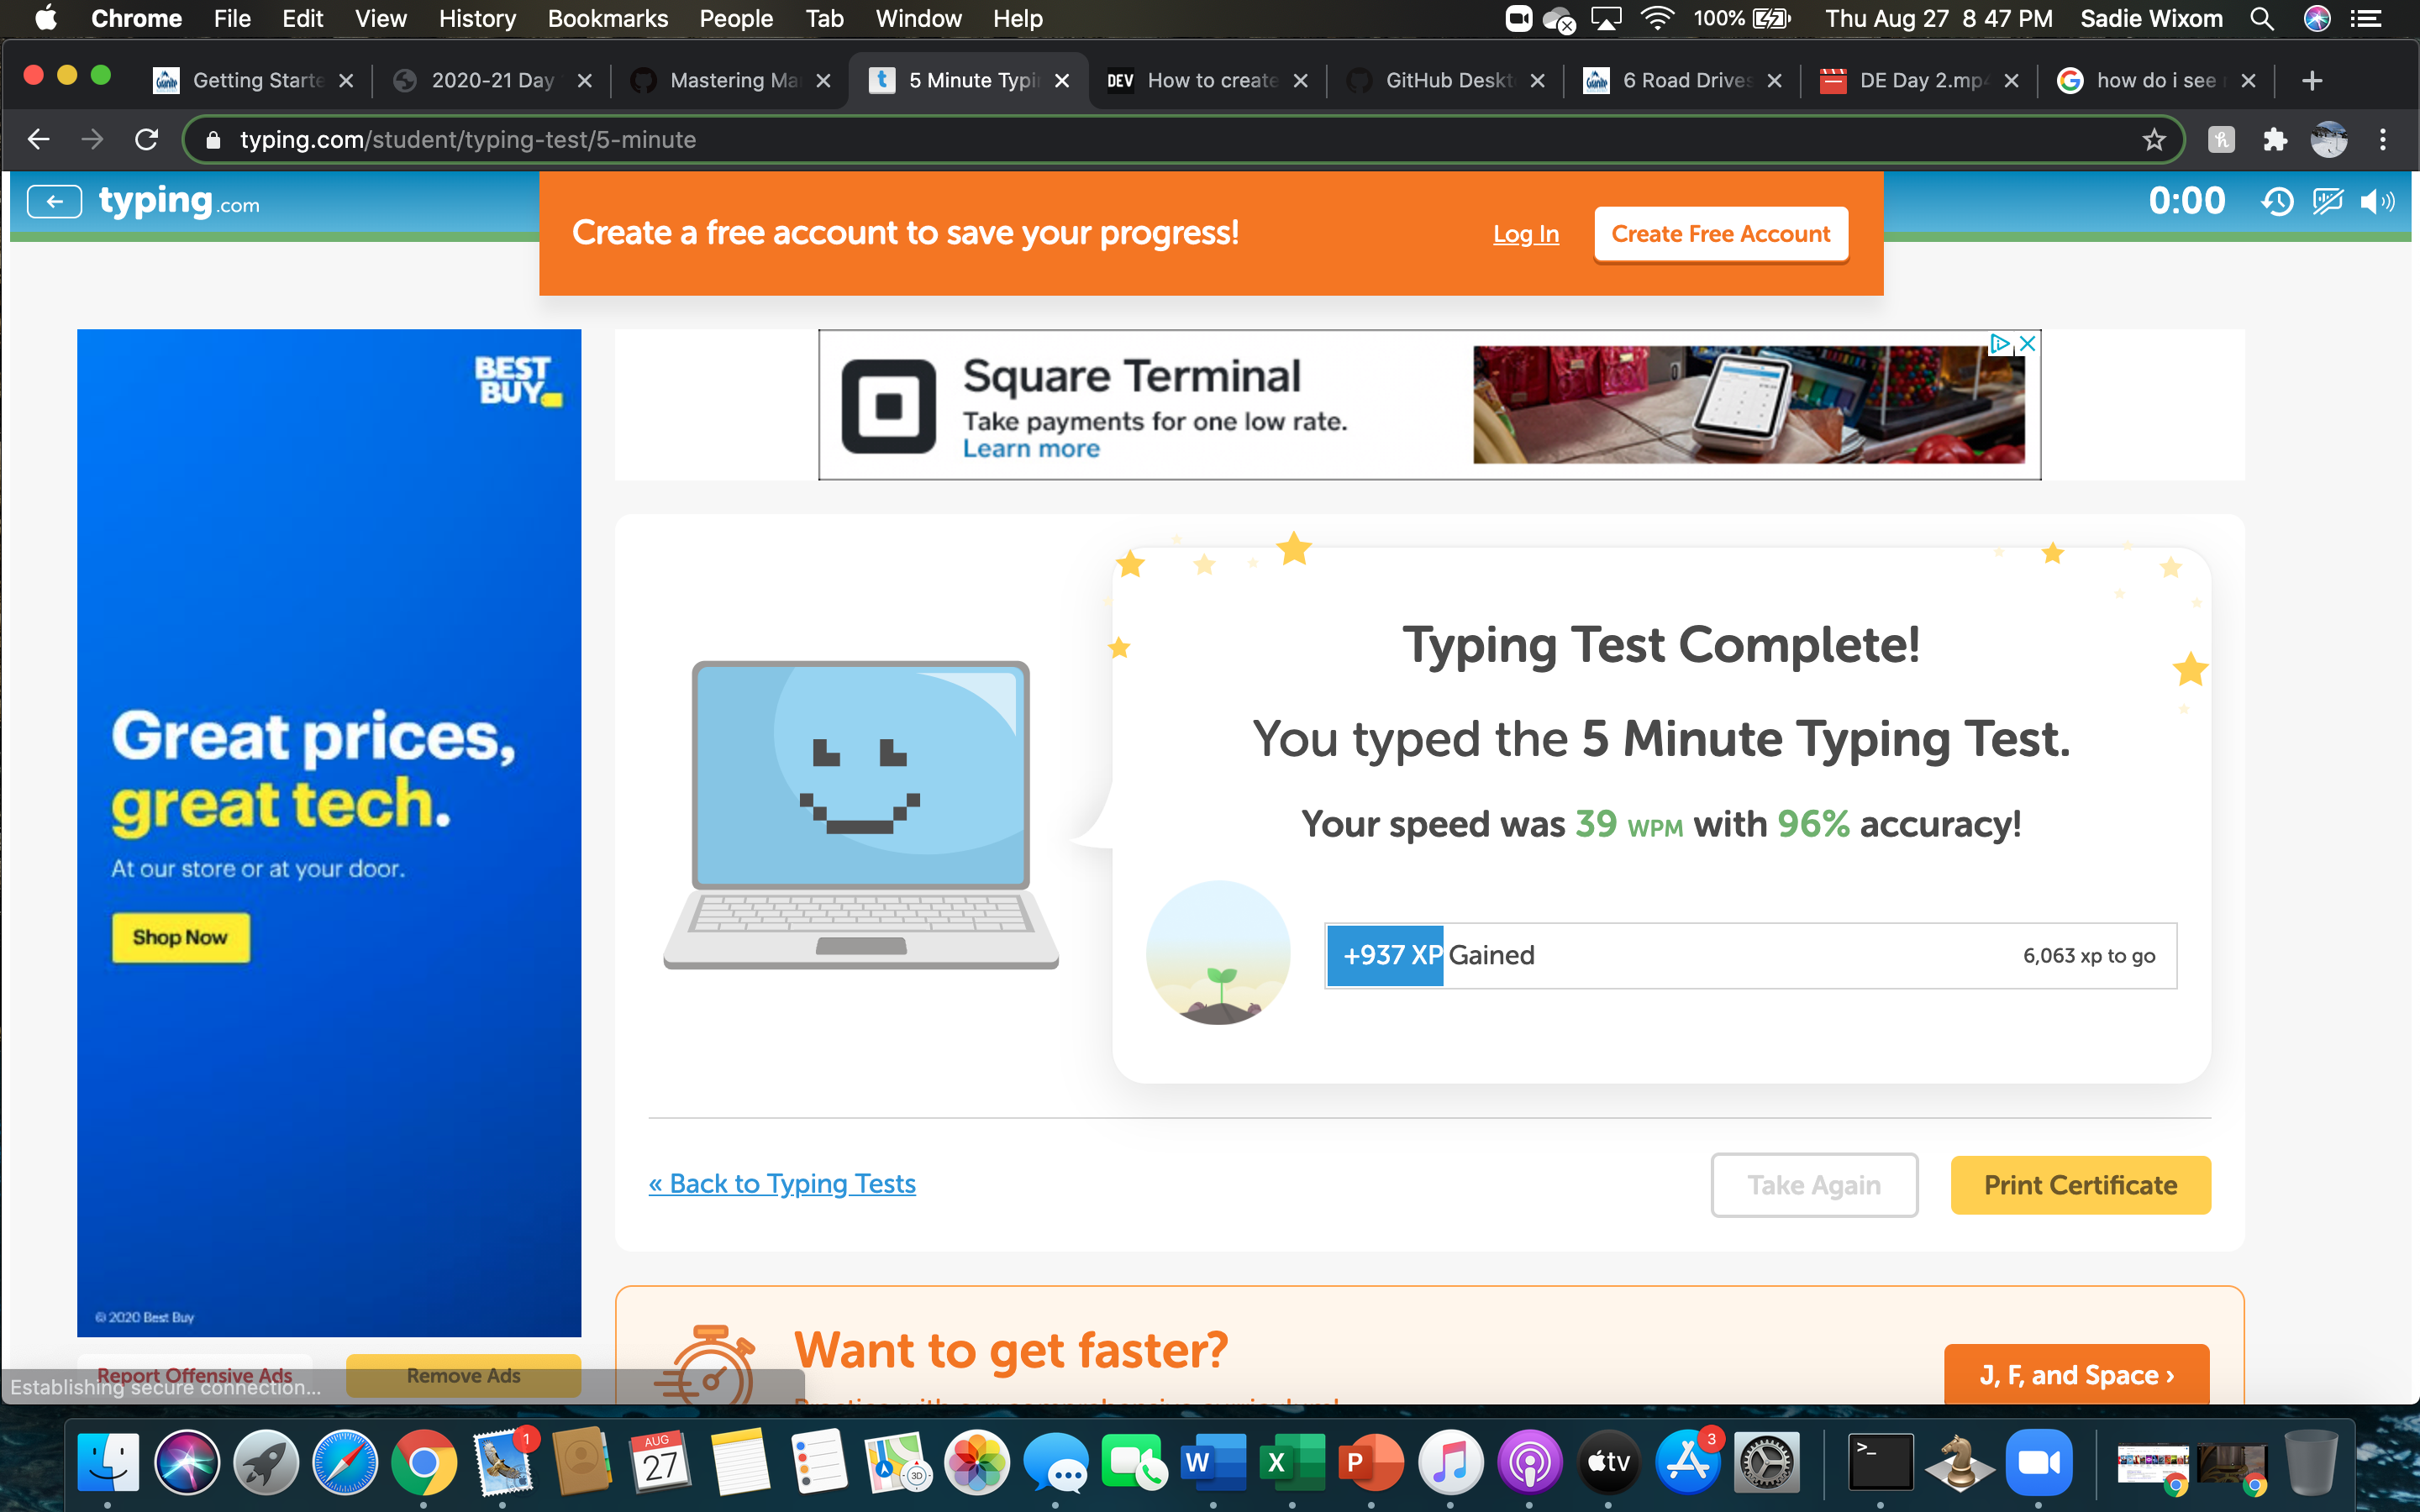 Chrome File Edit View History Bookmarks People Tab Window Help 100% Thu Aug 27 8 47 PM Sadie Wixom
Getting Starte 2020-21 Day Mastering Ma 5 Minute Typi DEV How to create GitHub Deskt 6 Road Drives DE Day 2.mp4 how do i see
typing.com/student/typing-test/5-minute
typing.com
0:00
Create a free account to save your progress!
Log In
Create Free Account
BEST BUY
Great prices,
great tech.
At our store or at your door.
Shop Now
© 2020 Best Buy
Report Offensive Ads
Remove Ads
Establishing secure connection...
Square Terminal
Take payments for one low rate.
Learn more
Typing Test Complete!
You typed the 5 Minute Typing Test.
Your speed was 39 WPM with 96% accuracy!
+937 XP Gained
6,063 xp to go
« Back to Typing Tests
Take Again
Print Certificate
Want to get faster?
J, F, and Space ›
1
AUG
27
3D
W
X
P
tv
3
>_